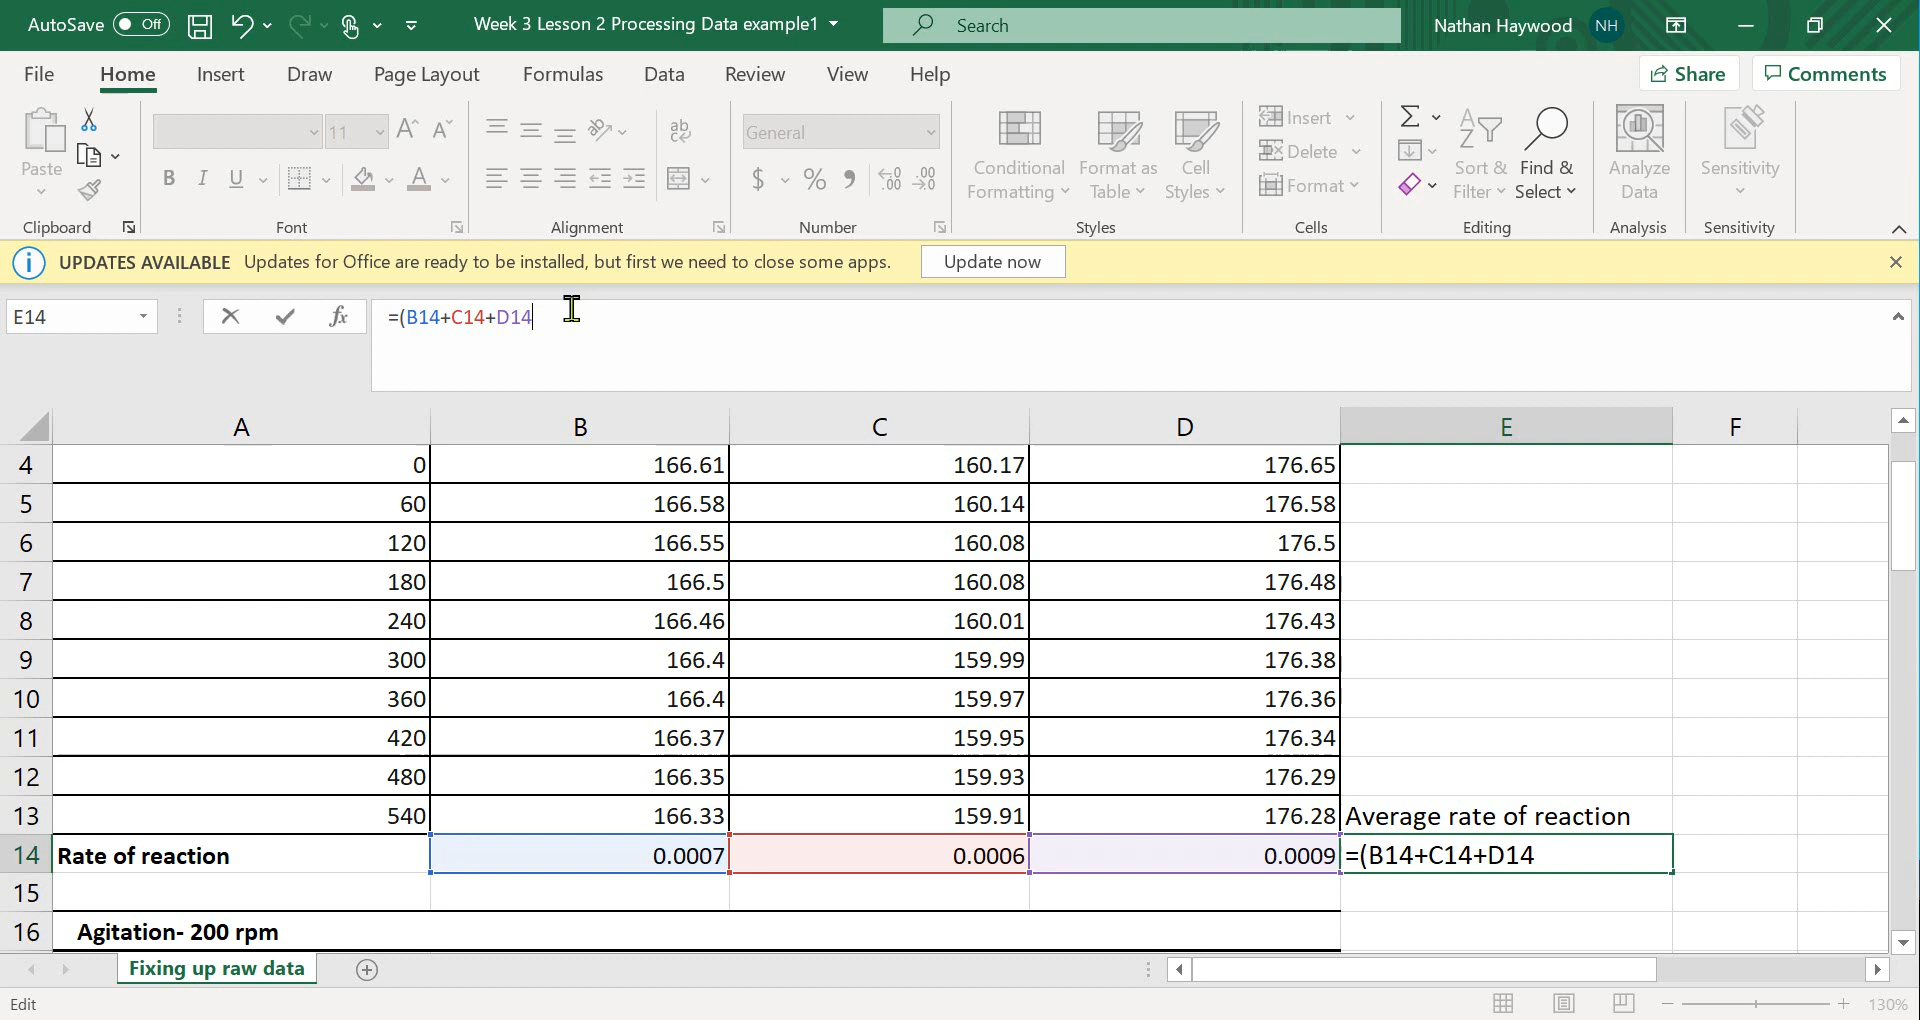 AutoSave Off Week 3 Lesson 2 Processing Data example1 Search Nathan Haywood NH
File Home Insert Draw Page Layout Formulas Data Review View Help Share Comments
Paste
11
B I U A
ab
General
$ % 9
Conditional Formatting
Format as Table
Cell Styles
Insert
Delete
Format
Sort & Filter
Find & Select
Analyze Data
Sensitivity
Clipboard Font Alignment Number Styles Cells Editing Analysis Sensitivity
UPDATES AVAILABLE Updates for Office are ready to be installed, but first we need to close some apps. Update now
E14 fx =(B14+C14+D14
A B C D E F
4 0 166.61 160.17 176.65
5 60 166.58 160.14 176.58
6 120 166.55 160.08 176.5
7 180 166.5 160.08 176.48
8 240 166.46 160.01 176.43
9 300 166.4 159.99 176.38
10 360 166.4 159.97 176.36
11 420 166.37 159.95 176.34
12 480 166.35 159.93 176.29
13 540 166.33 159.91 176.28 Average rate of reaction
14 Rate of reaction 0.0007 0.0006 0.0009 =(B14+C14+D14
15
16 Agitation- 200 rpm
Fixing up raw data
Edit 130%